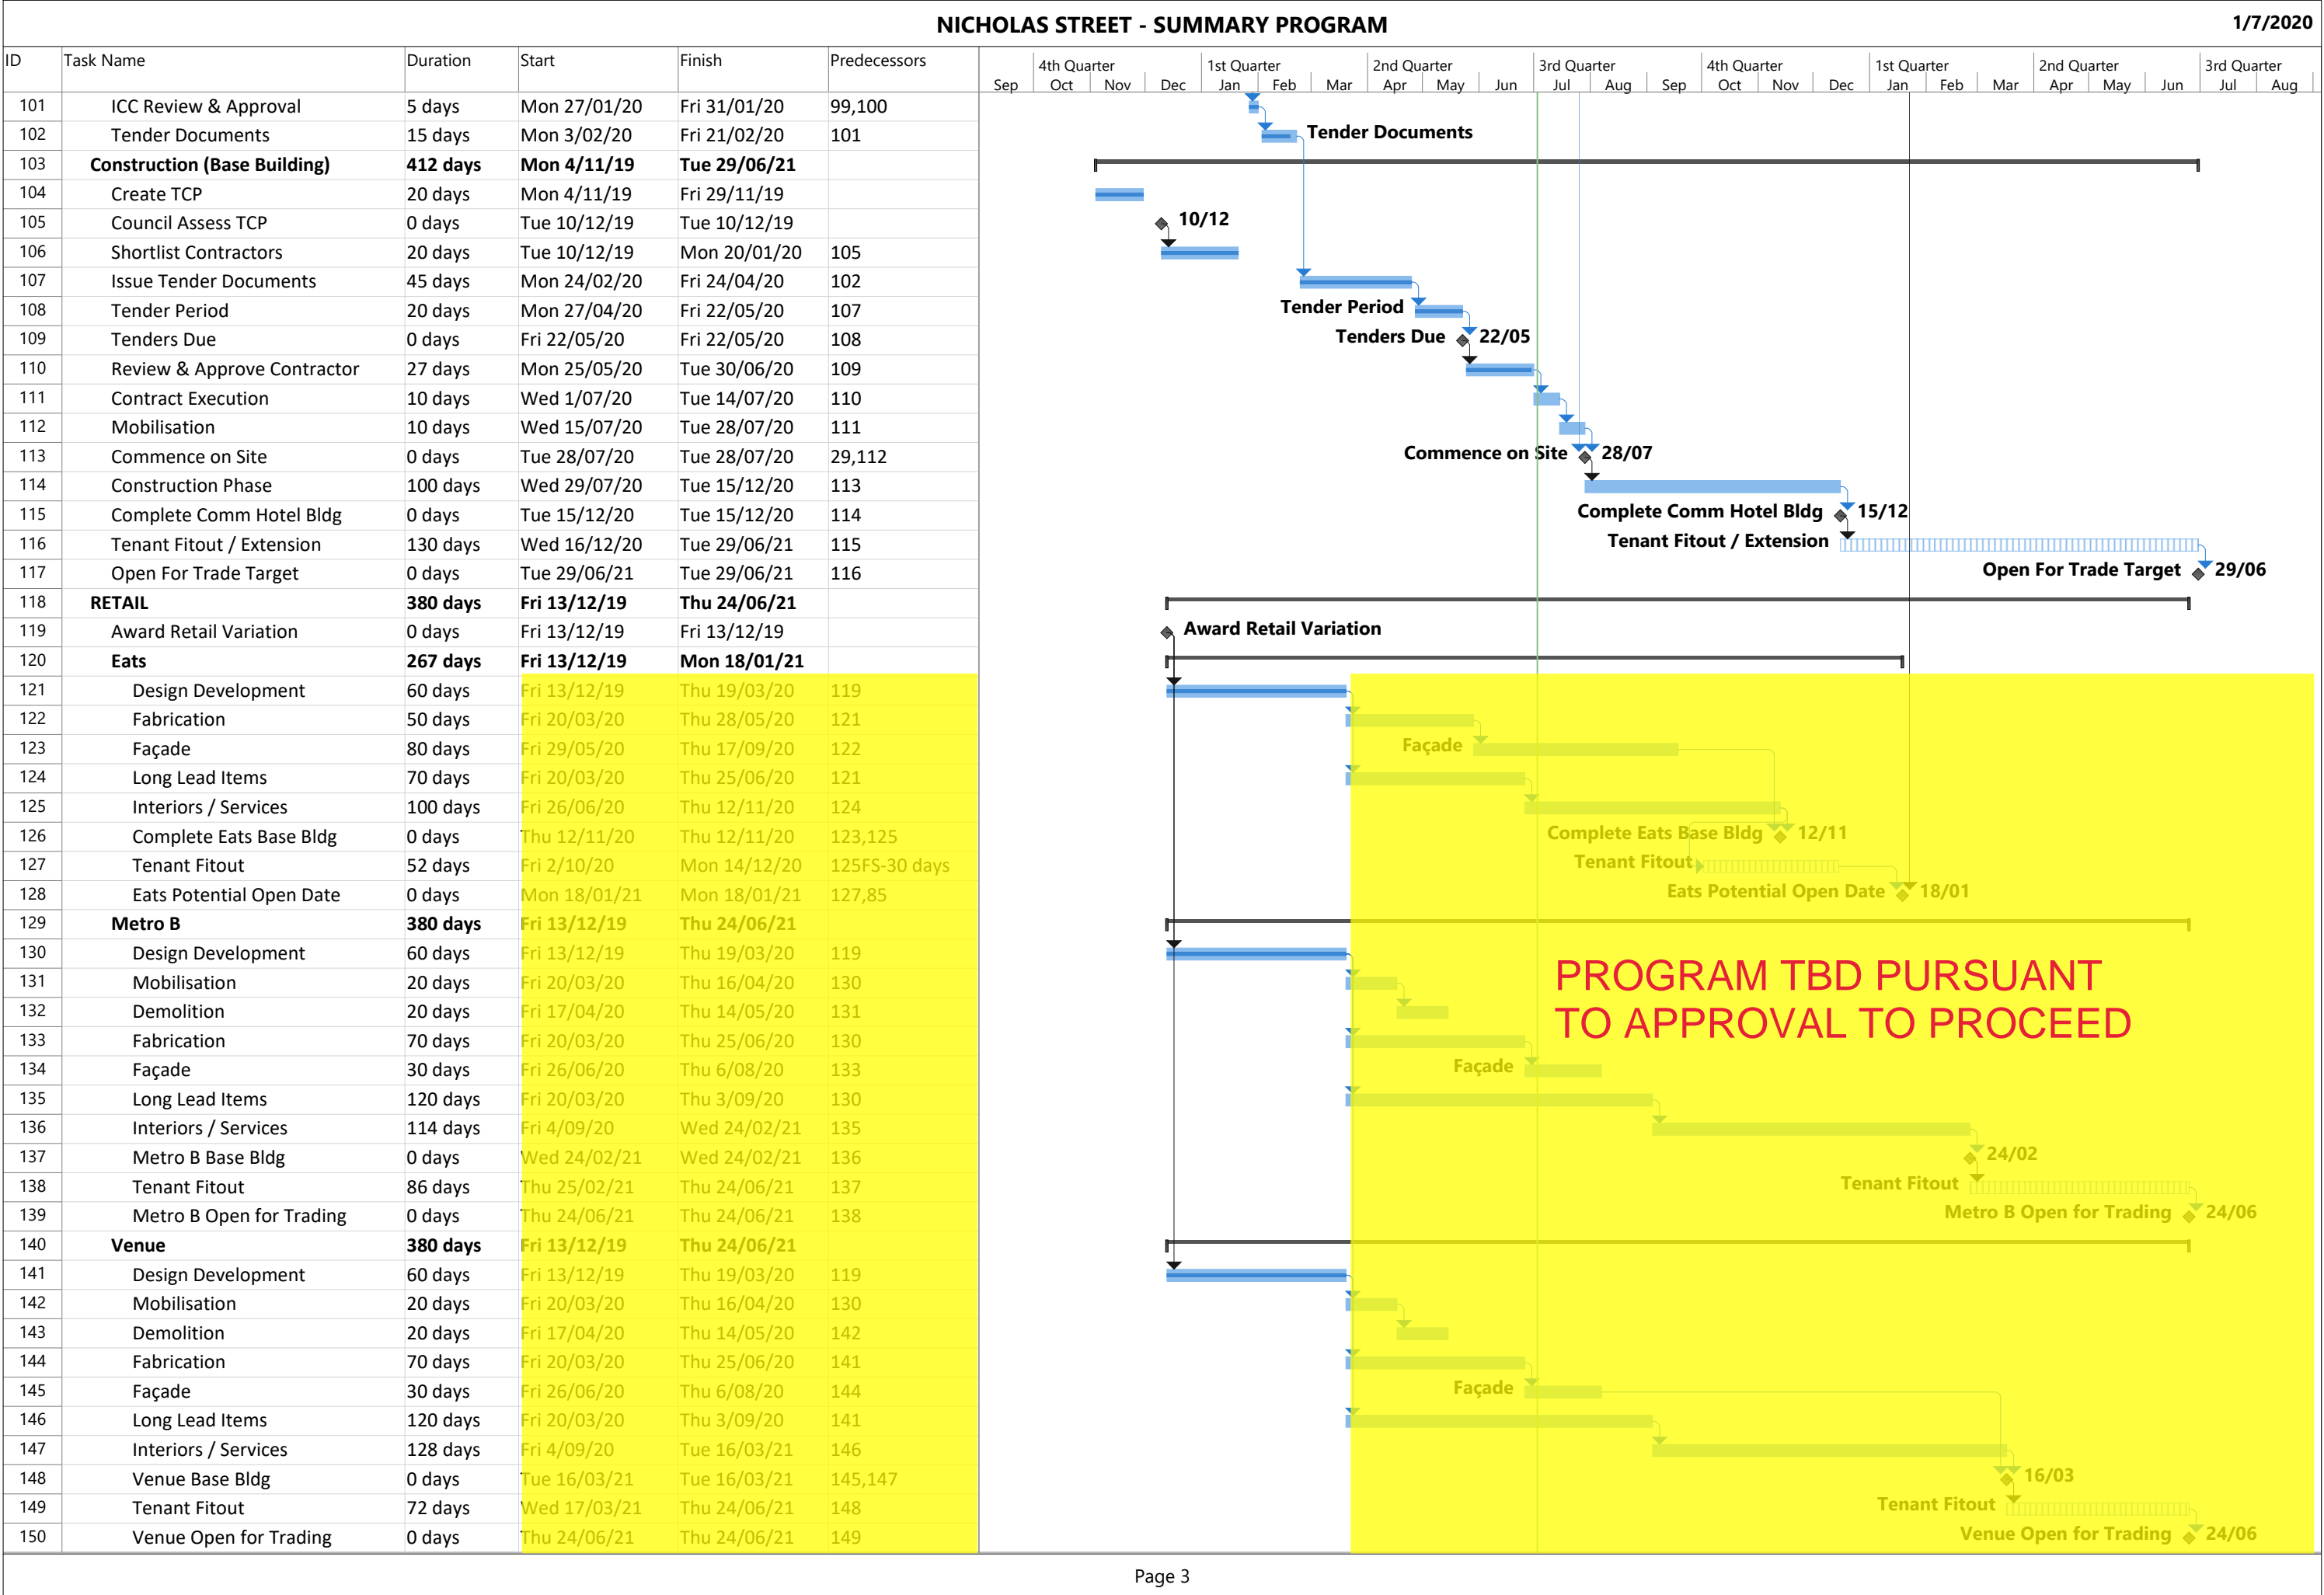 NICHOLAS STREET - SUMMARY PROGRAM 1/7/2020
ID Task Name Duration Start Finish Predecessors
4th Quarter 1st Quarter 2nd Quarter 3rd Quarter 4th Quarter 1st Quarter 2nd Quarter 3rd Quarter
Sep Oct Nov Dec Jan Feb Mar Apr May Jun Jul Aug Sep Oct Nov Dec Jan Feb Mar Apr May Jun Jul Aug
101 ICC Review & Approval 5 days Mon 27/01/20 Fri 31/01/20 99,100
102 Tender Documents 15 days Mon 3/02/20 Fri 21/02/20 101 Tender Documents
103 Construction (Base Building) 412 days Mon 4/11/19 Tue 29/06/21
104 Create TCP 20 days Mon 4/11/19 Fri 29/11/19
105 Council Assess TCP 0 days Tue 10/12/19 Tue 10/12/19 10/12
106 Shortlist Contractors 20 days Tue 10/12/19 Mon 20/01/20 105
107 Issue Tender Documents 45 days Mon 24/02/20 Fri 24/04/20 102
108 Tender Period 20 days Mon 27/04/20 Fri 22/05/20 107 Tender Period
109 Tenders Due 0 days Fri 22/05/20 Fri 22/05/20 108 Tenders Due 22/05
110 Review & Approve Contractor 27 days Mon 25/05/20 Tue 30/06/20 109
111 Contract Execution 10 days Wed 1/07/20 Tue 14/07/20 110
112 Mobilisation 10 days Wed 15/07/20 Tue 28/07/20 111
113 Commence on Site 0 days Tue 28/07/20 Tue 28/07/20 29,112 Commence on Site 28/07
114 Construction Phase 100 days Wed 29/07/20 Tue 15/12/20 113
115 Complete Comm Hotel Bldg 0 days Tue 15/12/20 Tue 15/12/20 114 Complete Comm Hotel Bldg 15/12
116 Tenant Fitout / Extension 130 days Wed 16/12/20 Tue 29/06/21 115 Tenant Fitout / Extension
117 Open For Trade Target 0 days Tue 29/06/21 Tue 29/06/21 116 Open For Trade Target 29/06
118 RETAIL 380 days Fri 13/12/19 Thu 24/06/21
119 Award Retail Variation 0 days Fri 13/12/19 Fri 13/12/19 Award Retail Variation
120 Eats 267 days Fri 13/12/19 Mon 18/01/21
121 Design Development 60 days Fri 13/12/19 Thu 19/03/20 119
122 Fabrication 50 days Fri 20/03/20 Thu 28/05/20 121
123 Façade 80 days Fri 29/05/20 Thu 17/09/20 122 Façade
124 Long Lead Items 70 days Fri 20/03/20 Thu 25/06/20 121
125 Interiors / Services 100 days Fri 26/06/20 Thu 12/11/20 124
126 Complete Eats Base Bldg 0 days Thu 12/11/20 Thu 12/11/20 123,125 Complete Eats Base Bldg 12/11
127 Tenant Fitout 52 days Fri 2/10/20 Mon 14/12/20 125FS-30 days Tenant Fitout
128 Eats Potential Open Date 0 days Mon 18/01/21 Mon 18/01/21 127,85 Eats Potential Open Date 18/01
129 Metro B 380 days Fri 13/12/19 Thu 24/06/21
130 Design Development 60 days Fri 13/12/19 Thu 19/03/20 119
131 Mobilisation 20 days Fri 20/03/20 Thu 16/04/20 130
PROGRAM TBD PURSUANT
132 Demolition 20 days Fri 17/04/20 Thu 14/05/20 131
TO APPROVAL TO PROCEED
133 Fabrication 70 days Fri 20/03/20 Thu 25/06/20 130
134 Façade 30 days Fri 26/06/20 Thu 6/08/20 133 Façade
135 Long Lead Items 120 days Fri 20/03/20 Thu 3/09/20 130
136 Interiors / Services 114 days Fri 4/09/20 Wed 24/02/21 135
137 Metro B Base Bldg 0 days Wed 24/02/21 Wed 24/02/21 136 24/02
138 Tenant Fitout 86 days Thu 25/02/21 Thu 24/06/21 137 Tenant Fitout
139 Metro B Open for Trading 0 days Thu 24/06/21 Thu 24/06/21 138 Metro B Open for Trading 24/06
140 Venue 380 days Fri 13/12/19 Thu 24/06/21
141 Design Development 60 days Fri 13/12/19 Thu 19/03/20 119
142 Mobilisation 20 days Fri 20/03/20 Thu 16/04/20 130
143 Demolition 20 days Fri 17/04/20 Thu 14/05/20 142
144 Fabrication 70 days Fri 20/03/20 Thu 25/06/20 141
145 Façade 30 days Fri 26/06/20 Thu 6/08/20 144 Façade
146 Long Lead Items 120 days Fri 20/03/20 Thu 3/09/20 141
147 Interiors / Services 128 days Fri 4/09/20 Tue 16/03/21 146
148 Venue Base Bldg 0 days Tue 16/03/21 Tue 16/03/21 145,147 16/03
149 Tenant Fitout 72 days Wed 17/03/21 Thu 24/06/21 148 Tenant Fitout
150 Venue Open for Trading 0 days Thu 24/06/21 Thu 24/06/21 149 Venue Open for Trading 24/06
Page 3